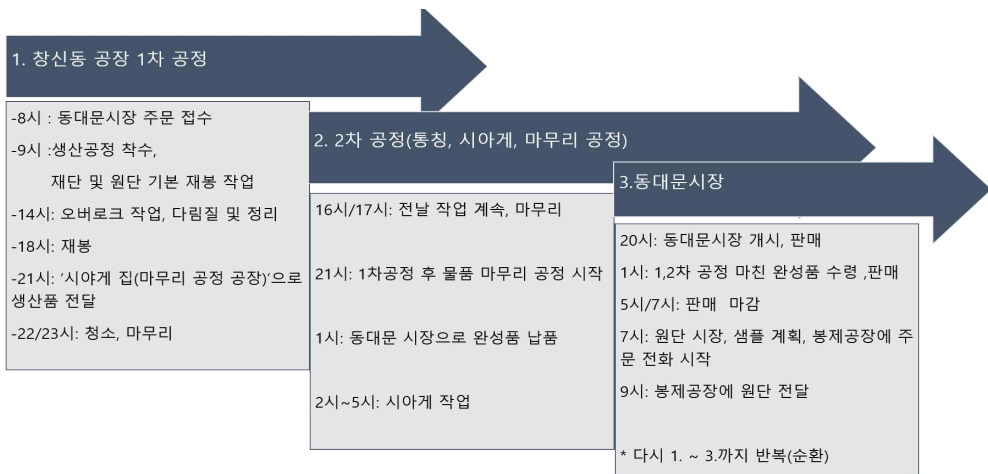 1. 창신동 공장 1차 공정
-8시 : 동대문시장 주문 접수
-9시 :생산공정 착수,
재단 및 원단 기본 재봉 작업
-14시: 오버로크 작업, 다림질 및 정리
-18시: 재봉
-21시: ‘시야게 집(마무리 공정 공장)’으로
생산품 전달
-22/23시: 청소, 마무리
2. 2차 공정(통칭, 시아게, 마무리 공정)
16시/17시: 전날 작업 계속, 마무리
21시: 1차공정 후 물품 마무리 공정 시작
1시: 동대문 시장으로 완성품 납품
2시~5시: 시아게 작업
3.동대문시장
20시: 동대문시장 개시, 판매
1시: 1,2차 공정 마친 완성품 수령 ,판매
5시/7시: 판매 마감
7시: 원단 시장, 샘플 계획, 봉제공장에 주
문 전화 시작
9시: 봉제공장에 원단 전달
* 다시 1. ~ 3.까지 반복(순환)